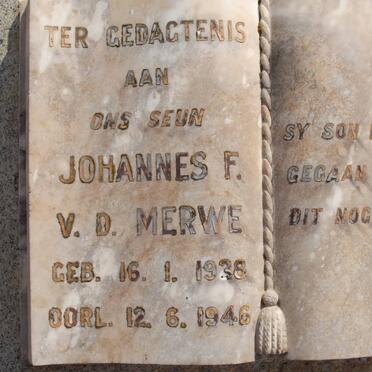 TER GEDAGTENIS
AAN
ONS SEUN
JOHANNES F.
V. D. MERWE
GEB. 16. 1. 1938
OORL. 12. 6. 1946
SY SON
GEGAAN
DIT NOG